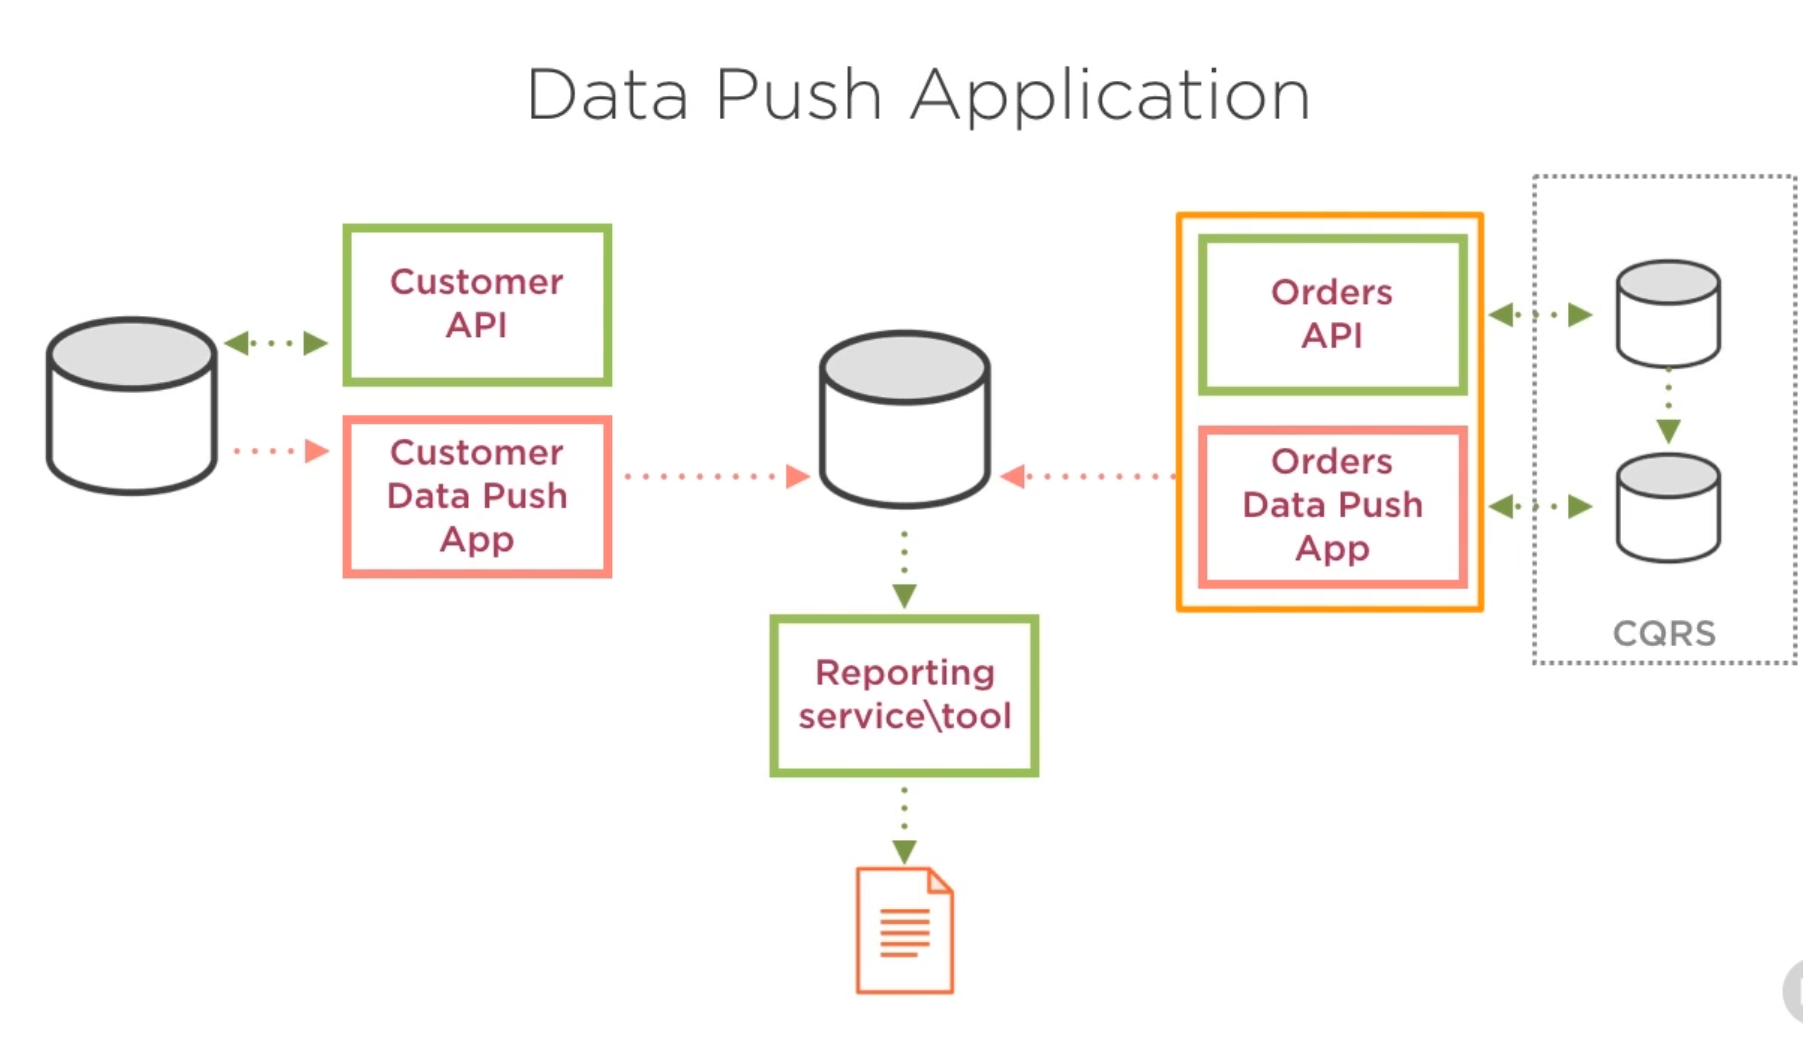 Data Push Application
Customer
API
Customer
Data Push
App
Orders
API
Orders
Data Push
App
CQRS
Reporting
service\tool